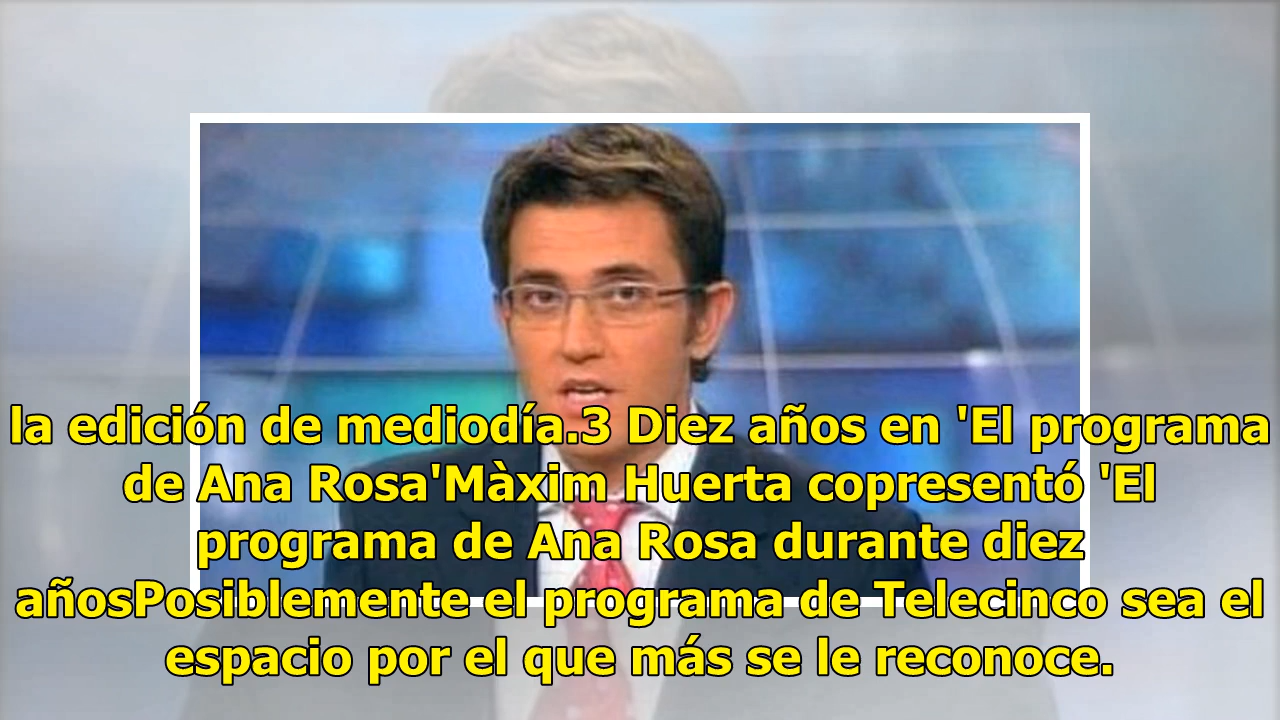 la edición de mediodía.3 Diez años en 'El programa
de Ana Rosa'Màxim Huerta copresentó 'El
programa de Ana Rosa durante diez
añosPosiblemente el programa de Telecinco sea el
espacio por el que más se le reconoce.